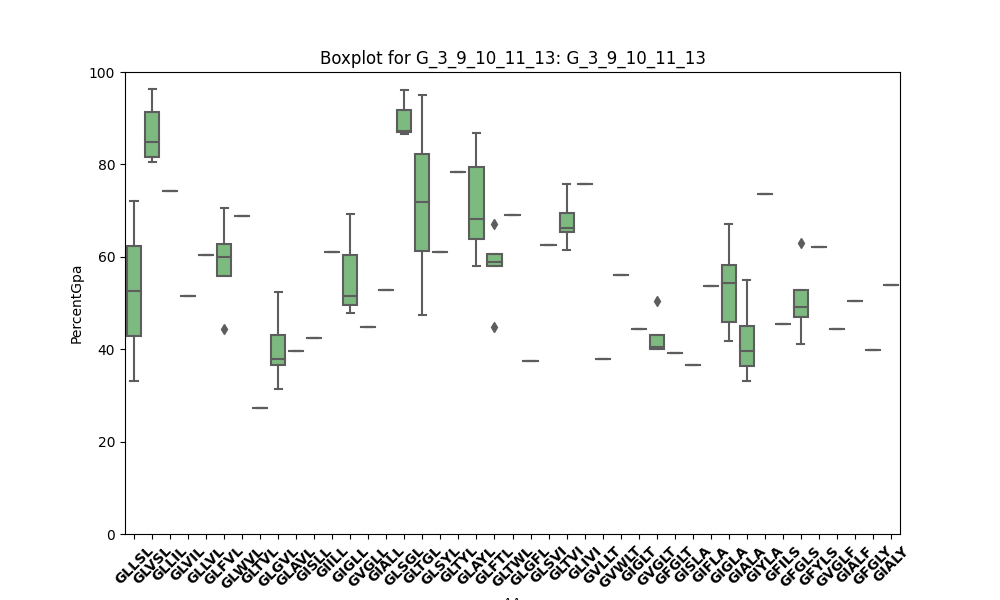 Boxplot for G_3_9_10_11_13: G_3_9_10_11_13
100
80
60
40
20
0
PercentGpa
GLLSL
GLVSL
GLLIL
GLVIL
GLLVL
GLFVL
GLWVL
GLTVL
GLGVL
GLAVL
GISLL
GIILL
GIGLL
GVGLL
GIALL
GLSGL
GLTGL
GLSYL
GLTYL
GLAYL
GLFTL
GLTWL
GLGFL
GLSVI
GLTVI
GLIVI
GVLLT
GVWLT
GIGLT
GVGLT
GFGLT
GISLA
GIFLA
GIGLA
GIALA
GIYLA
GFILS
GFGLS
GFYLS
GVGLF
GIALF
GFGLY
GIALY